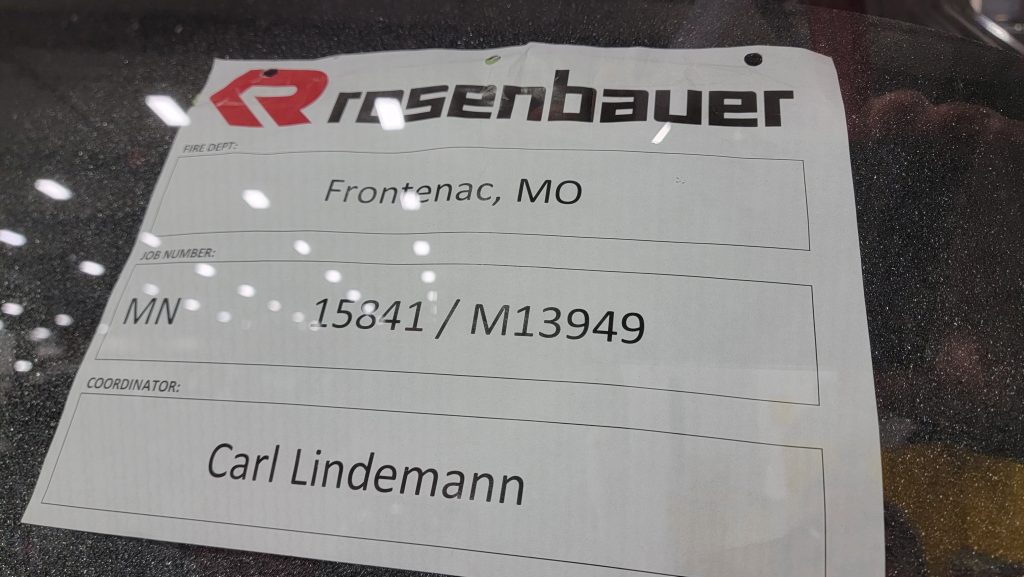 rosenbauer
FIRE DEPT:
Frontenac, MO
JOB NUMBER:
MN 15841 / M13949
COORDINATOR:
Carl Lindemann